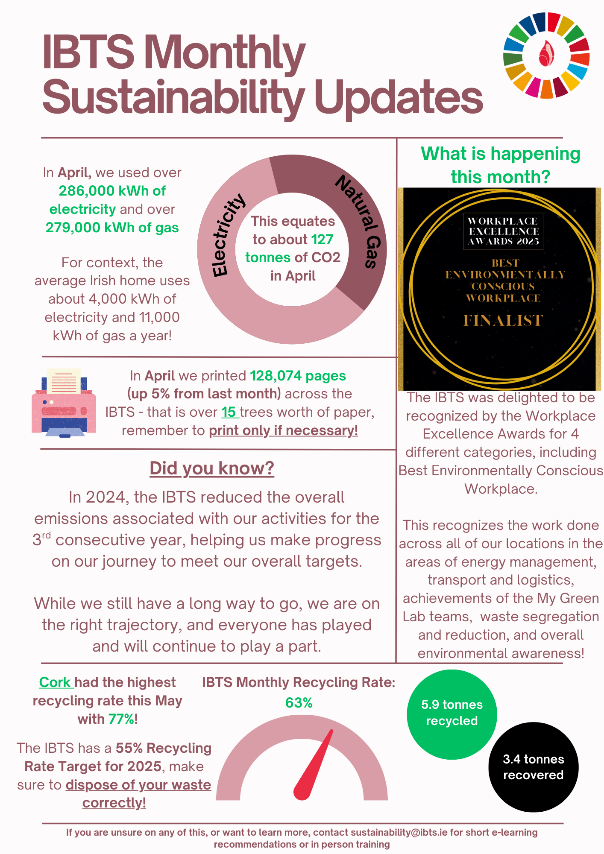 IBTS Monthly
Sustainability Updates
In April, we used over
286,000 kWh of
electricity and over
279,000 kWh of gas
For context, the
average Irish home uses
about 4,000 kWh of
electricity and 11,000
kWh of gas a year!
Electricity
Natural Gas
This equates
to about 127
tonnes of CO2
in April
In April we printed 128,074 pages
(up 5% from last month) across the
IBTS - that is over 15 trees worth of paper,
remember to print only if necessary!
Did you know?
In 2024, the IBTS reduced the overall
emissions associated with our activities for the
3rd consecutive year, helping us make progress
on our journey to meet our overall targets.
While we still have a long way to go, we are on
the right trajectory, and everyone has played
and will continue to play a part.
What is happening
this month?
WORKPLACE
EXCELLENCE
AWARDS 2025
BEST
ENVIRONMENTALLY
CONSCIOUS
WORKPLACE
FINALIST
The IBTS was delighted to be
recognized by the Workplace
Excellence Awards for 4
different categories, including
Best Environmentally Conscious
Workplace.
This recognizes the work done
across all of our locations in the
areas of energy management,
transport and logistics,
achievements of the My Green
Lab teams, waste segregation
and reduction, and overall
environmental awareness!
Cork had the highest
recycling rate this May
with 77%!
The IBTS has a 55% Recycling
Rate Target for 2025, make
sure to dispose of your waste
correctly!
IBTS Monthly Recycling Rate:
63%
5.9 tonnes
recycled
3.4 tonnes
recovered
If you are unsure on any of this, or want to learn more, contact sustainability@ibts.ie for short e-learning
recommendations or in person training